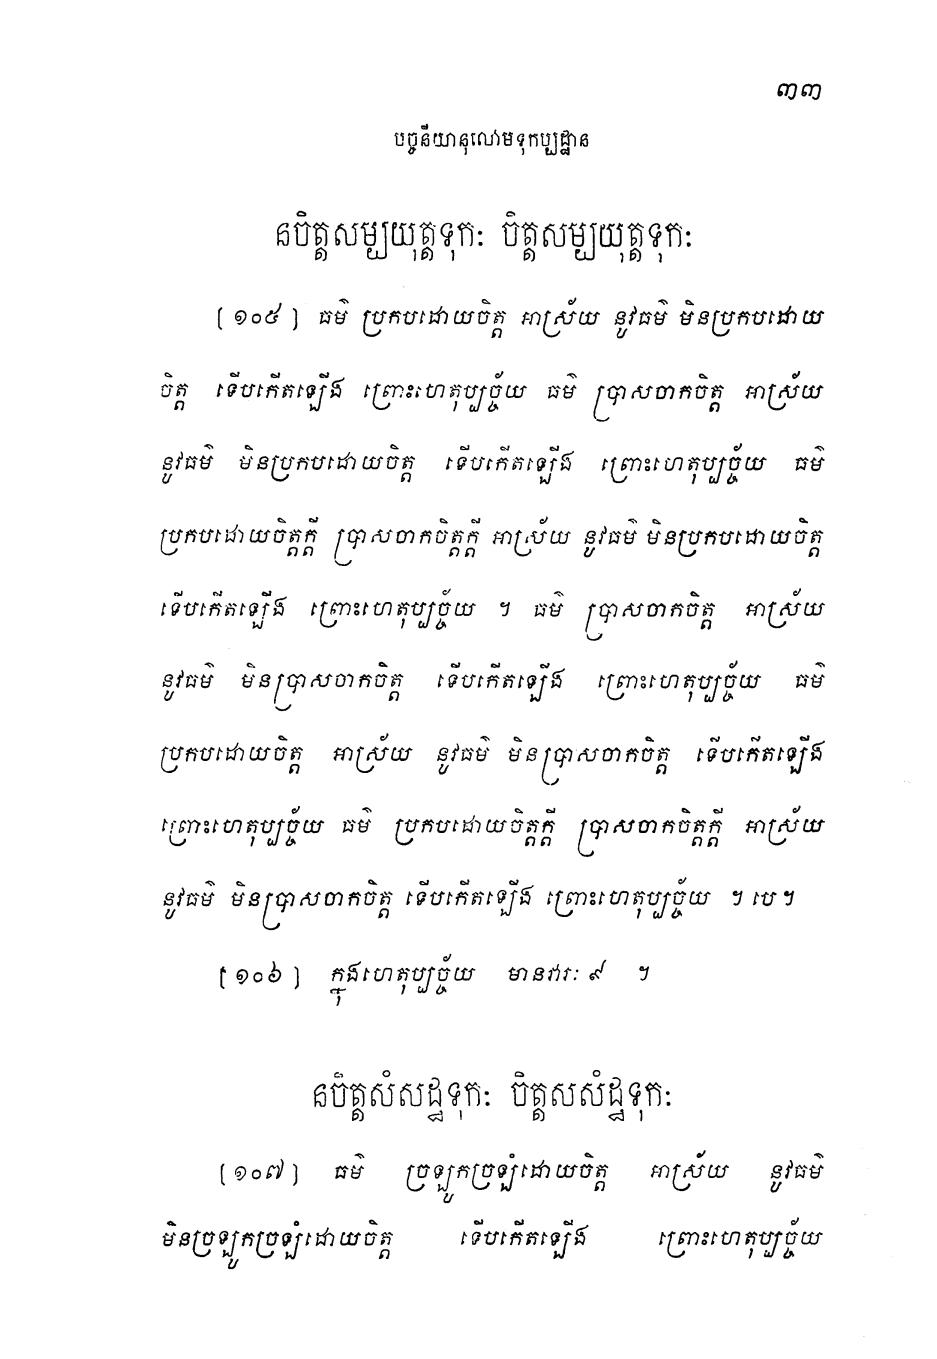 ៣៣
បច្ចនីយានុលោមទុកប្បដ្ឋាន
នចិត្តសម្បយុត្តទុកៈ ចិត្តសម្បយុត្តទុកៈ
[ ១០៥ ] ធម៌ ប្រកបដោយចិត្ត អាស្រ័យ នូវធម៌ មិនប្រកបដោយ
ចិត្ត ទើបកើតឡើង ព្រោះហេតុប្បច្ច័យ ធម៌ ប្រាសចាកចិត្ត អាស្រ័យ
នូវធម៌ មិនប្រកបដោយចិត្ត ទើបកើតឡើង ព្រោះហេតុប្បច្ច័យ ធម៌
ប្រកបដោយចិត្តក្តី ប្រាសចាកចិត្តក្តី អាស្រ័យ នូវធម៌ មិនប្រកបដោយចិត្ត
ទើបកើតឡើង ព្រោះហេតុប្បច្ច័យ ។ ធម៌ ប្រាសចាកចិត្ត អាស្រ័យ
នូវធម៌ មិនប្រាសចាកចិត្ត ទើបកើតឡើង ព្រោះហេតុប្បច្ច័យ ធម៌
ប្រកបដោយចិត្ត អាស្រ័យ នូវធម៌ មិនប្រាសចាកចិត្ត ទើបកើតឡើង
ព្រោះហេតុប្បច្ច័យ ធម៌ ប្រកបដោយចិត្តក្តី ប្រាសចាកចិត្តក្តី អាស្រ័យ
នូវធម៌ មិនប្រាសចាកចិត្ត ទើបកើតឡើង ព្រោះហេតុប្បច្ច័យ ។ បេ។
[ ១០៦ ] ក្នុងហេតុប្បច្ច័យ មានវារៈ ៩ ។
នចិត្តសំសដ្ឋទុកៈ ចិត្តសសំដ្ឋទុកៈ
[ ១០៧ ] ធម៌ ច្រឡូកច្រឡំដោយចិត្ត អាស្រ័យ នូវធម៌
មិនច្រឡូកច្រឡំដោយចិត្ត ទើបកើតឡើង ព្រោះហេតុប្បច្ច័យ